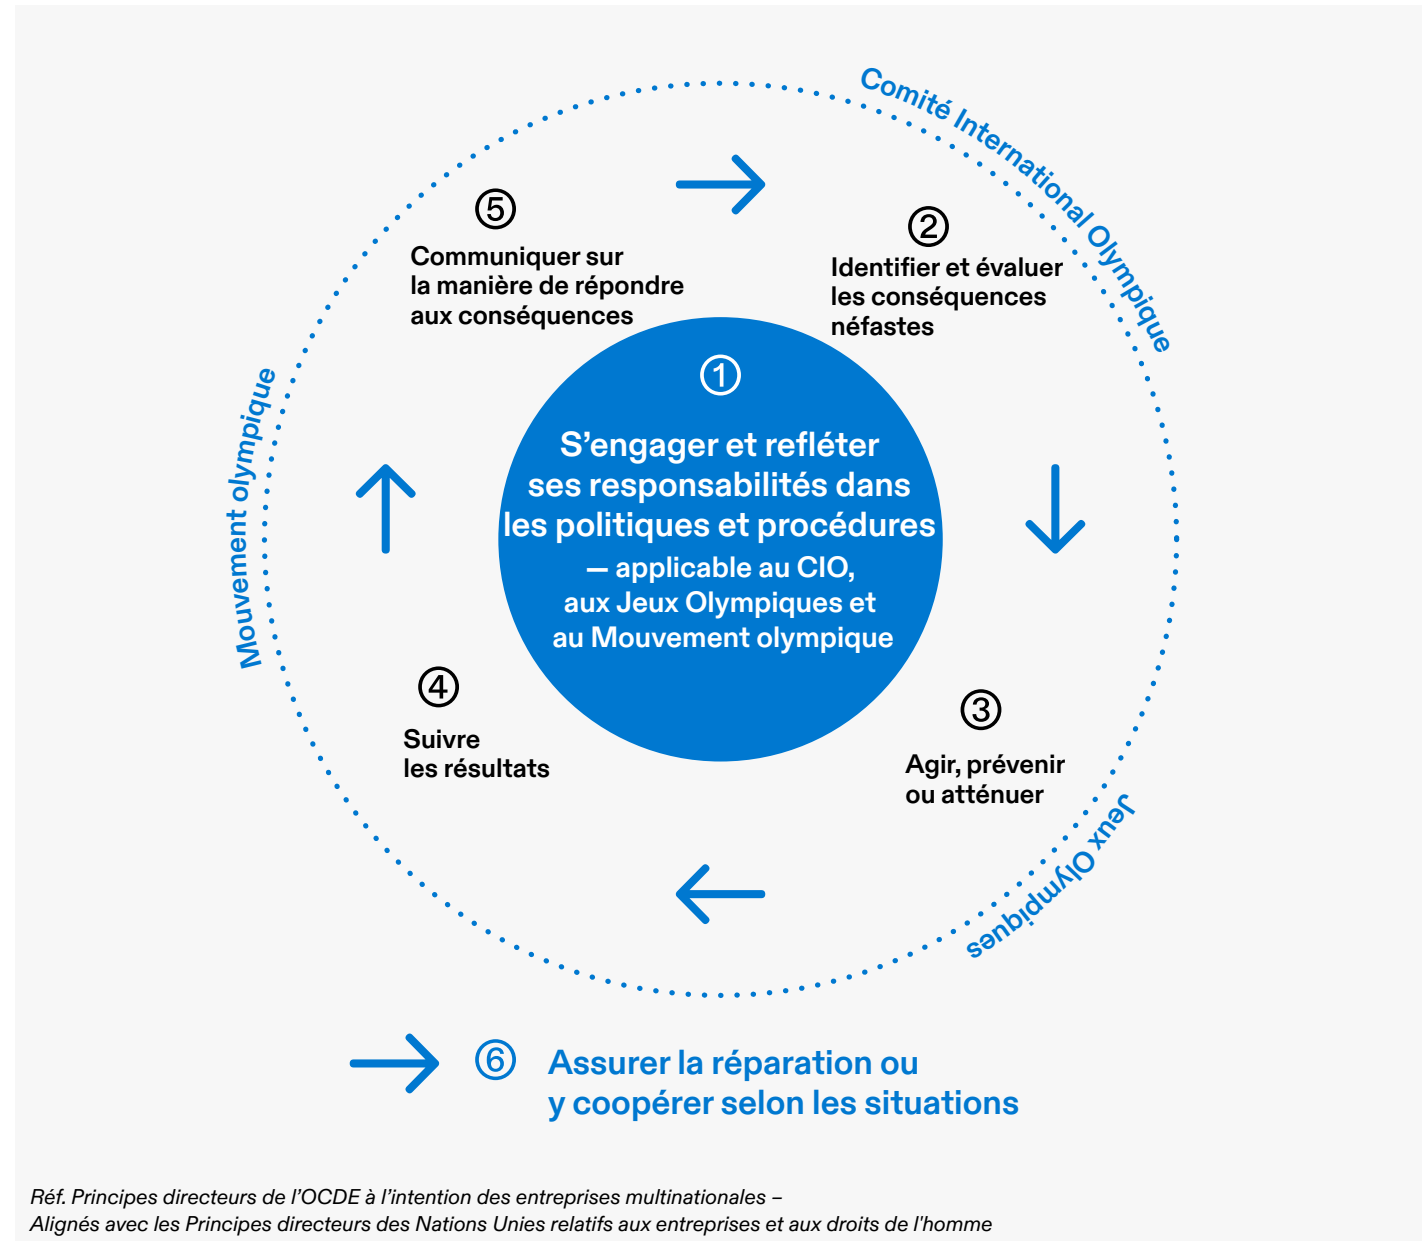 Comité International Olympique
⑤
Communiquer sur
la manière de répondre
aux conséquences
②
Identifier et évaluer
les conséquences
néfastes
①
S’engager et refléter
ses responsabilités dans
les politiques et procédures
— applicable au CIO,
aux Jeux Olympiques et
au Mouvement olympique
Mouvement olympique
④
Suivre
les résultats
③
Agir, prévenir
ou atténuer
Jeux Olympiques
⑥ Assurer la réparation ou
y coopérer selon les situations
Réf. Principes directeurs de l’OCDE à l’intention des entreprises multinationales –
Alignés avec les Principes directeurs des Nations Unies relatifs aux entreprises et aux droits de l'homme